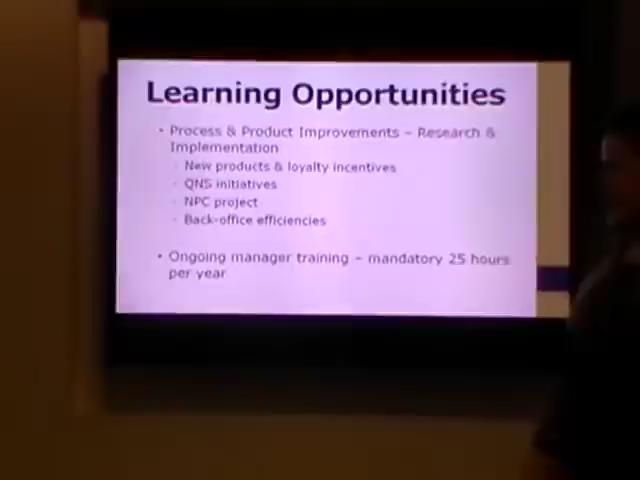 Learning Opportunities
• Process & Product Improvements – Research &
Implementation
- New products & loyalty incentives
- QNS initiatives
- NPC project
- Back-office efficiencies
• Ongoing manager training – mandatory 25 hours
per year